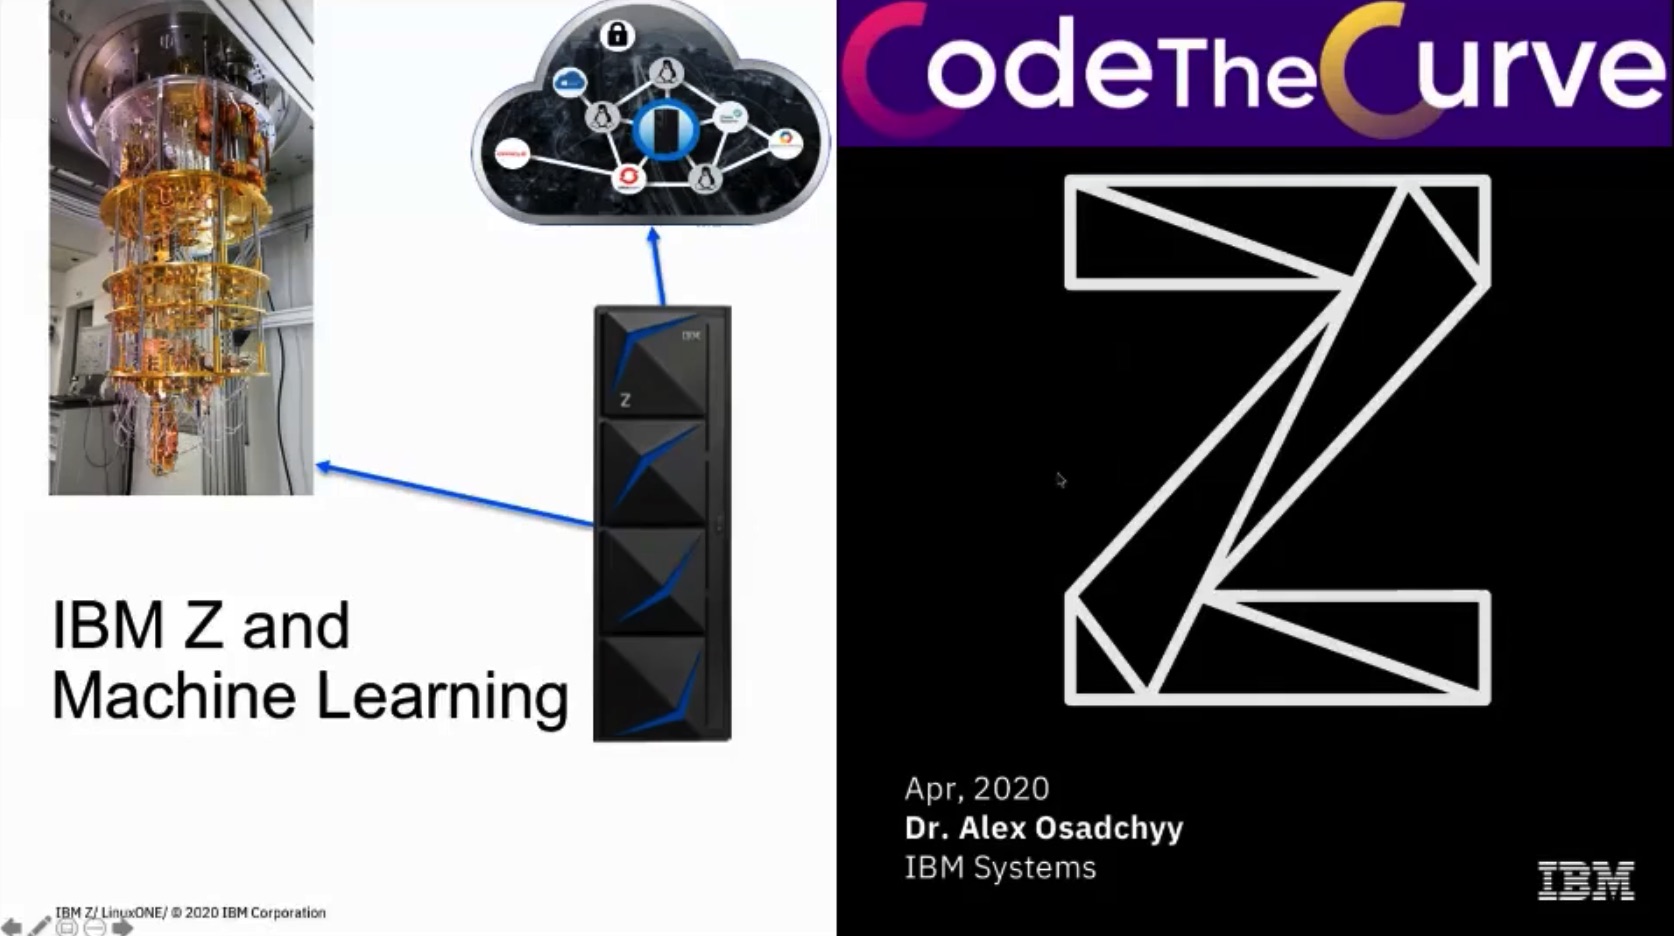 CodeTheCurve
IBM
Z
IBM Z and
Machine Learning
Apr, 2020
Dr. Alex Osadchyy
IBM Systems
IBM
IBM Z/ LinuxONE/ © 2020 IBM Corporation